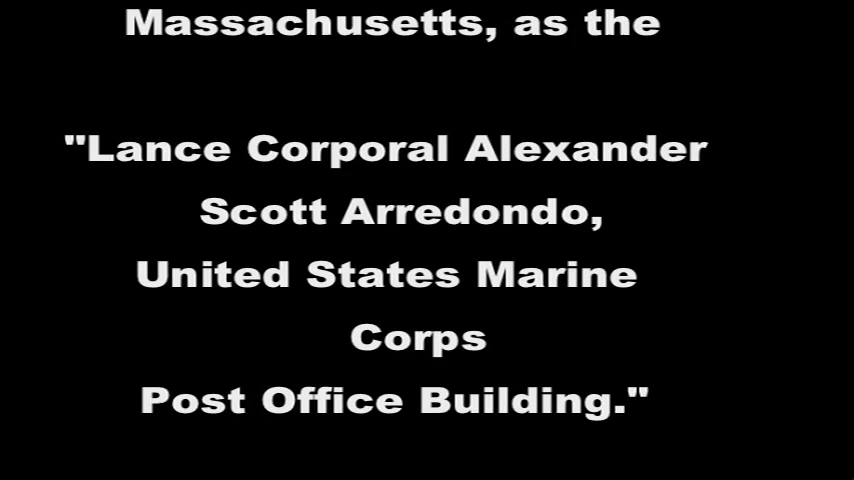 Massachusetts, as the
"Lance Corporal Alexander
Scott Arredondo,
United States Marine
Corps
Post Office Building."